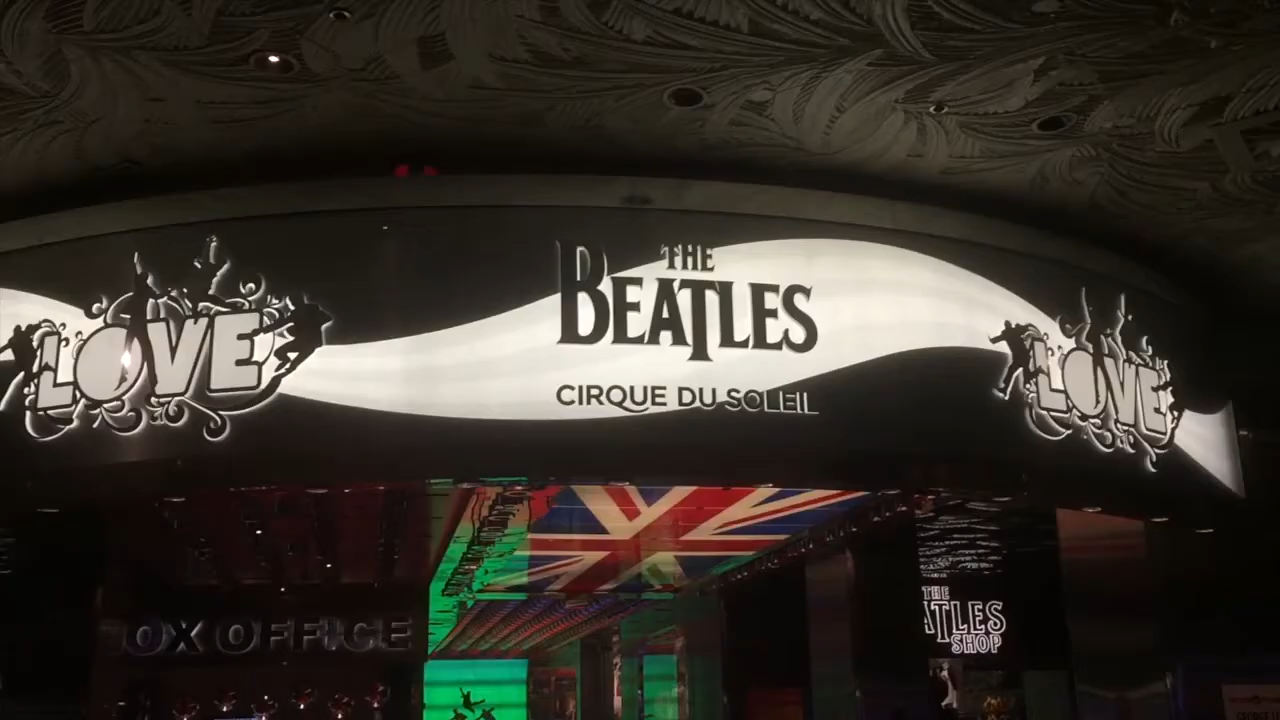 LOVE
THE
BEATLES
CIRQUE DU SOLEIL
LOVE
OX OFFICE
THE
ATLES
SHOP